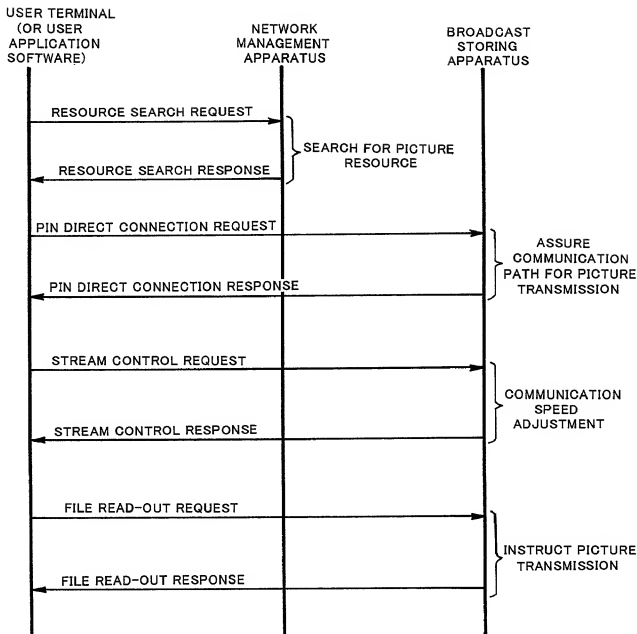 USER TERMINAL
(OR USER
APPLICATION
SOFTWARE)
NETWORK
MANAGEMENT
APPARATUS
BROADCAST
STORING
APPARATUS
RESOURCE SEARCH REQUEST
SEARCH FOR PICTURE
RESOURCE
RESOURCE SEARCH RESPONSE
PIN DIRECT CONNECTION REQUEST
ASSURE
COMMUNICATION
PATH FOR PICTURE
TRANSMISSION
PIN DIRECT CONNECTION RESPONSE
STREAM CONTROL REQUEST
COMMUNICATION
SPEED
ADJUSTMENT
STREAM CONTROL RESPONSE
FILE READ-OUT REQUEST
INSTRUCT PICTURE
TRANSMISSION
FILE READ-OUT RESPONSE